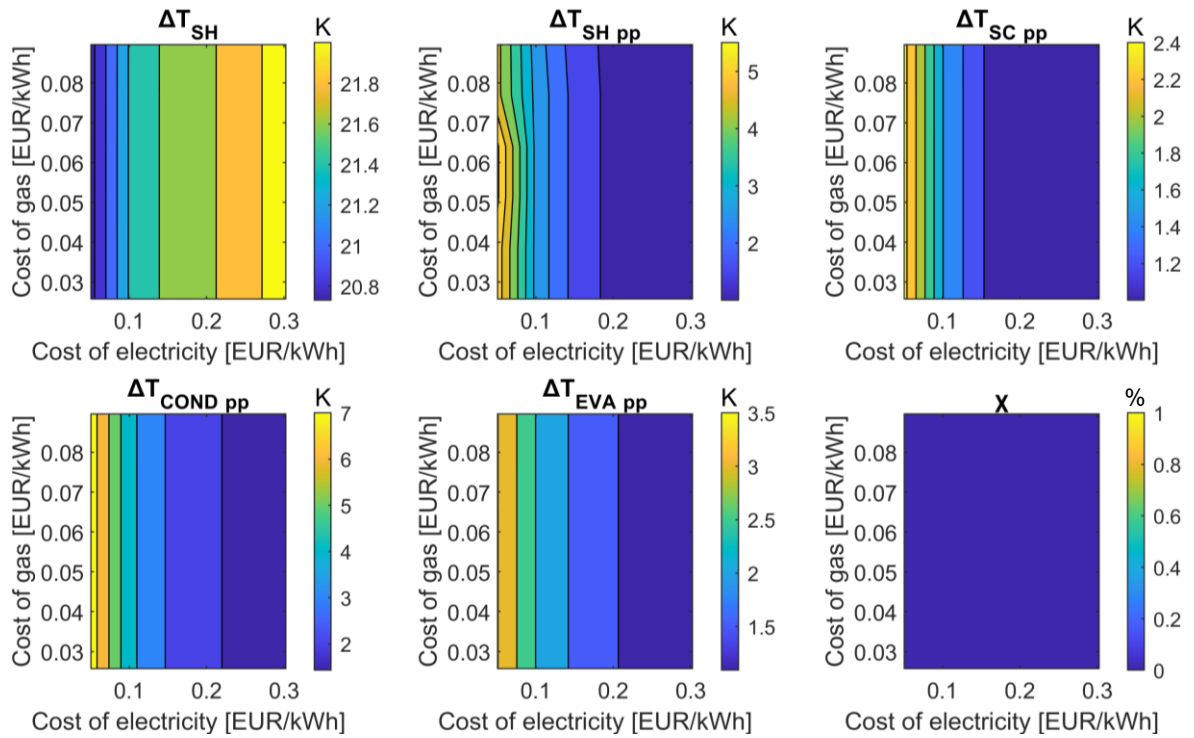 ΔT_SH K
Cost of gas [EUR/kWh]
0.08
0.07
0.06
0.05
0.04
0.03
0.1 0.2 0.3
Cost of electricity [EUR/kWh]
21.8
21.6
21.4
21.2
21
20.8
ΔT_SH pp K
Cost of gas [EUR/kWh]
0.08
0.07
0.06
0.05
0.04
0.03
0.1 0.2 0.3
Cost of electricity [EUR/kWh]
5
4
3
2
ΔT_SC pp K
Cost of gas [EUR/kWh]
0.08
0.07
0.06
0.05
0.04
0.03
0.1 0.2 0.3
Cost of electricity [EUR/kWh]
2.4
2.2
2
1.8
1.6
1.4
1.2
ΔT_COND pp K
Cost of gas [EUR/kWh]
0.08
0.07
0.06
0.05
0.04
0.03
0.1 0.2 0.3
Cost of electricity [EUR/kWh]
7
6
5
4
3
2
ΔT_EVA pp K
Cost of gas [EUR/kWh]
0.08
0.07
0.06
0.05
0.04
0.03
0.1 0.2 0.3
Cost of electricity [EUR/kWh]
3.5
3
2.5
2
1.5
X %
Cost of gas [EUR/kWh]
0.08
0.07
0.06
0.05
0.04
0.03
0.1 0.2 0.3
Cost of electricity [EUR/kWh]
1
0.8
0.6
0.4
0.2
0